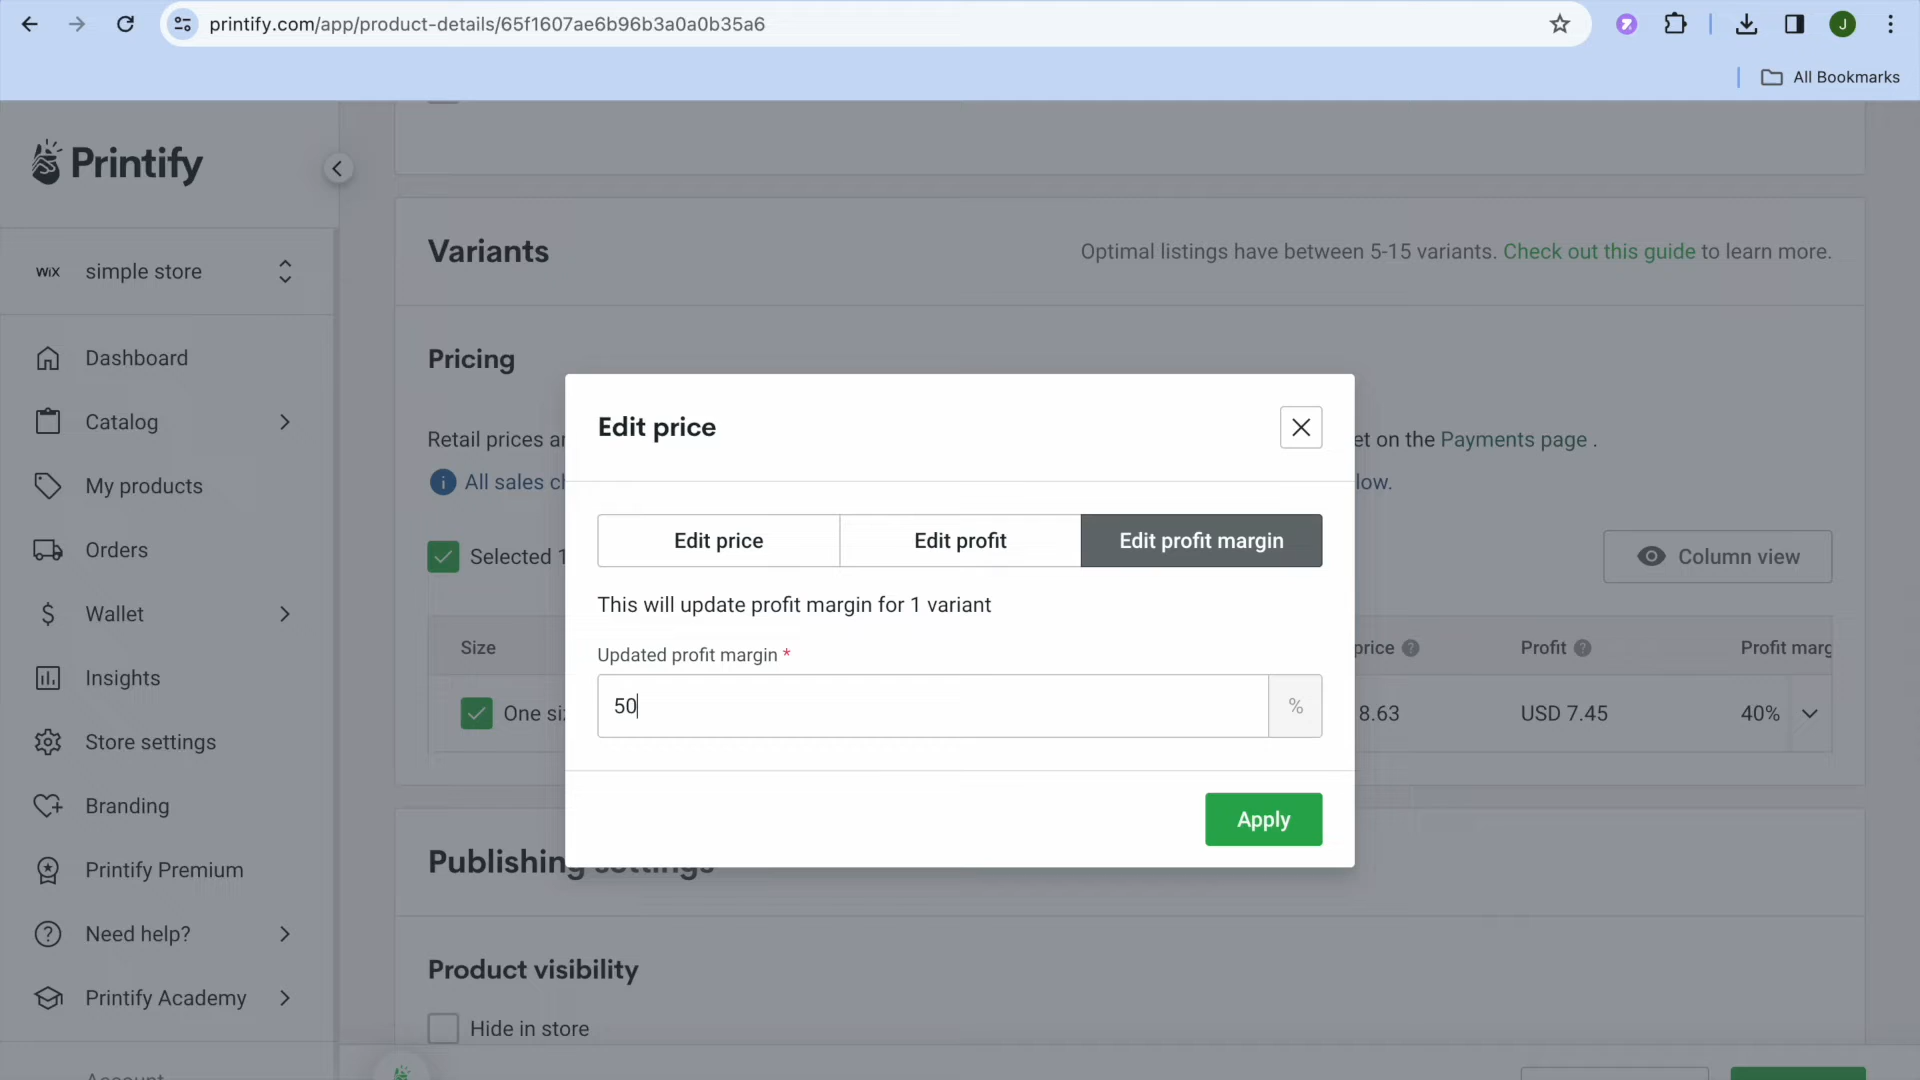 printify.com/app/product-details/65f1607ae6b96b3a0a0b35a6
J
All Bookmarks
Printify
WIX simple store
Dashboard
Catalog
My products
Orders
Wallet
Insights
Store settings
Branding
Printify Premium
Need help?
Printify Academy
Account
Variants
Optimal listings have between 5-15 variants. Check out this guide to learn more.
Pricing
Retail prices
et on the Payments page .
All sales
low.
Selected 1
Column view
Size
price
Profit
Profit marg
One siz
8.63
USD 7.45
40%
Edit price
Edit price
Edit profit
Edit profit margin
This will update profit margin for 1 variant
Updated profit margin *
50
%
Apply
Publishing settings
Product visibility
Hide in store